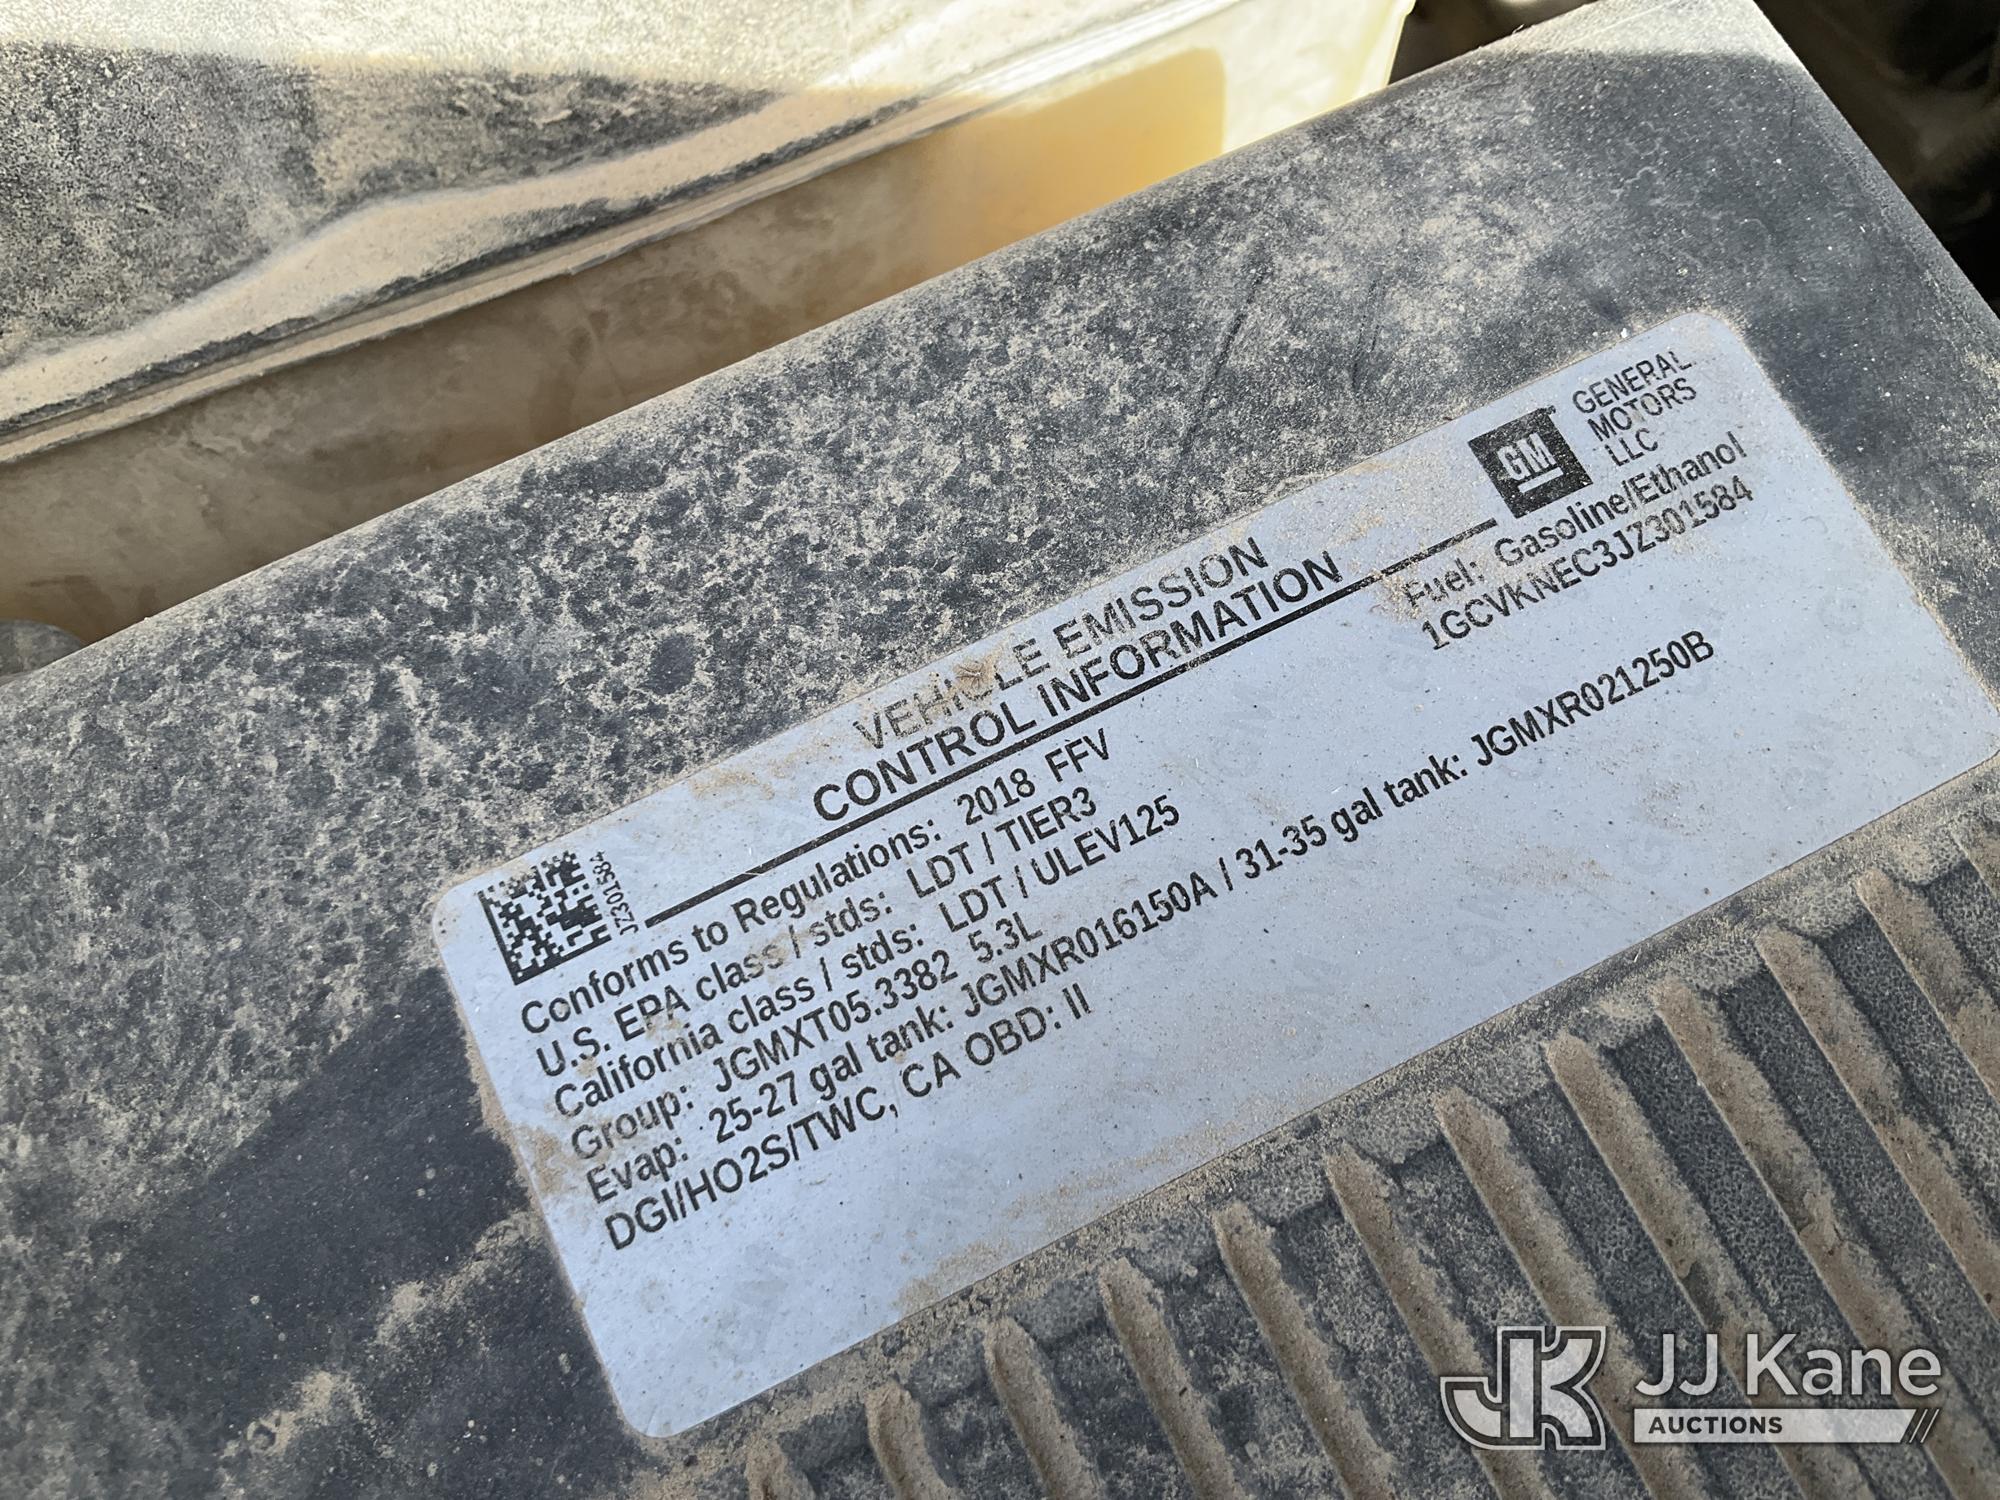 GM
GENERAL
MOTORS
LLC
VEHICLE EMISSION
CONTROL INFORMATION
Fuel: Gasoline/Ethanol
1GCVKNEC3JZ301584
JZ301584
Conforms to Regulations: 2018 FFV
U.S. EPA class / stds: LDT / TIER3
California class / stds: LDT / ULEV125
Group: JGMXT05.3382 5.3L
Evap: 25-27 gal tank: JGMXR016150A / 31-35 gal tank: JGMXR021250B
DGI/HO2S/TWC, CA OBD: II
JK
JJ Kane
AUCTIONS